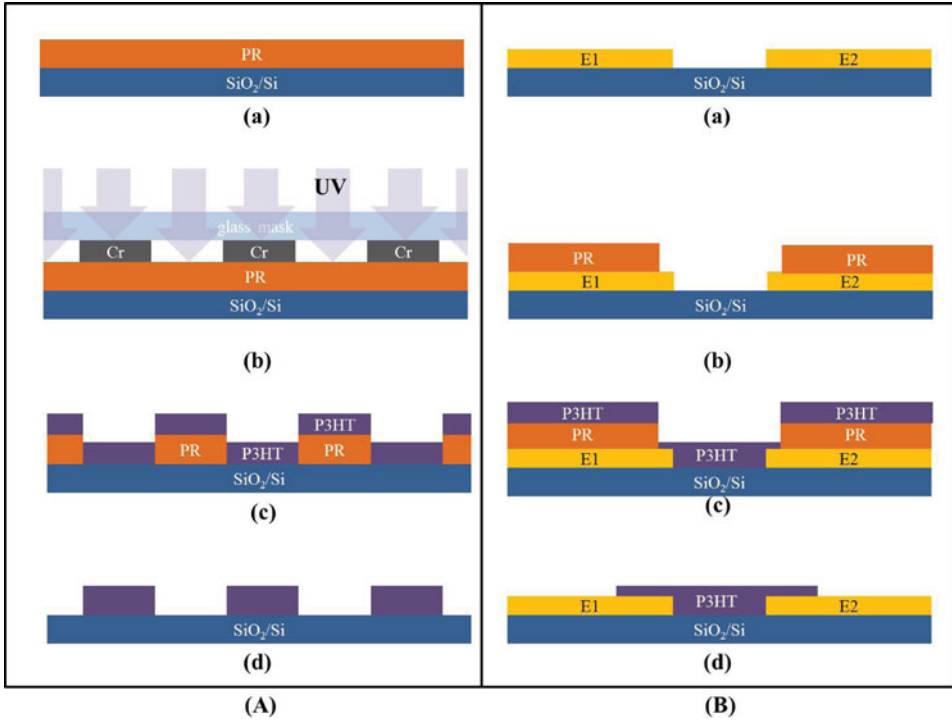 PR
SiO₂/Si
(a)
UV
glass mask
Cr Cr Cr
PR
SiO₂/Si
(b)
P3HT
PR P3HT PR
SiO₂/Si
(c)
SiO₂/Si
(d)
(A)
E1 E2
SiO₂/Si
(a)
PR PR
E1 E2
SiO₂/Si
(b)
P3HT P3HT
PR PR
P3HT
E1 E2
SiO₂/Si
(c)
E1 P3HT E2
SiO₂/Si
(d)
(B)